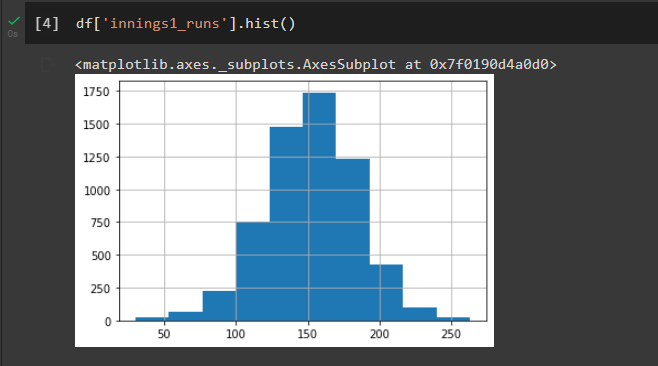 [4] df['innings1_runs'].hist()
0s
<matplotlib.axes._subplots.AxesSubplot at 0x7f0190d4a0d0>
1750
1500
1250
1000
750
500
250
0
50 100 150 200 250